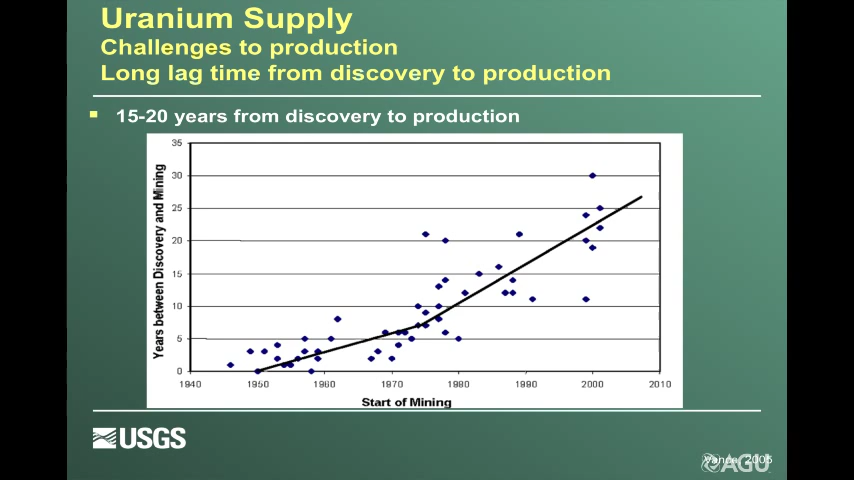 Uranium Supply
Challenges to production
Long lag time from discovery to production
15-20 years from discovery to production
Years between Discovery and Mining
35
30
25
20
15
10
5
0
1940 1950 1960 1970 1980 1990 2000 2010
Start of Mining
USGS
AGU